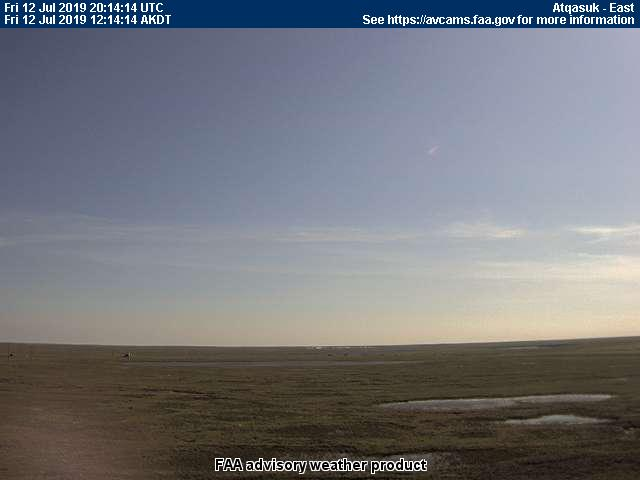 Fri 12 Jul 2019 20:14:14 UTC
Atqasuk - East
Fri 12 Jul 2019 12:14:14 AKDT
See https://avcams.faa.gov for more information
FAA advisory weather product